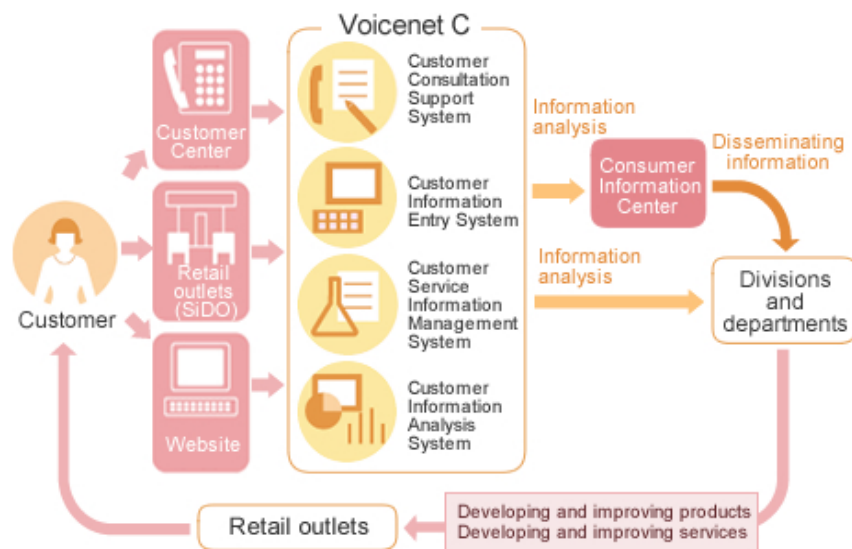 Voicenet C
Customer
Center
Retail
outlets
(SiDO)
Website
Customer
Customer
Consultation
Support
System
Customer
Information
Entry System
Customer
Service
Information
Management
System
Customer
Information
Analysis
System
Information
analysis
Consumer
Information
Center
Disseminating
information
Information
analysis
Divisions
and
departments
Developing and improving products
Developing and improving services
Retail outlets